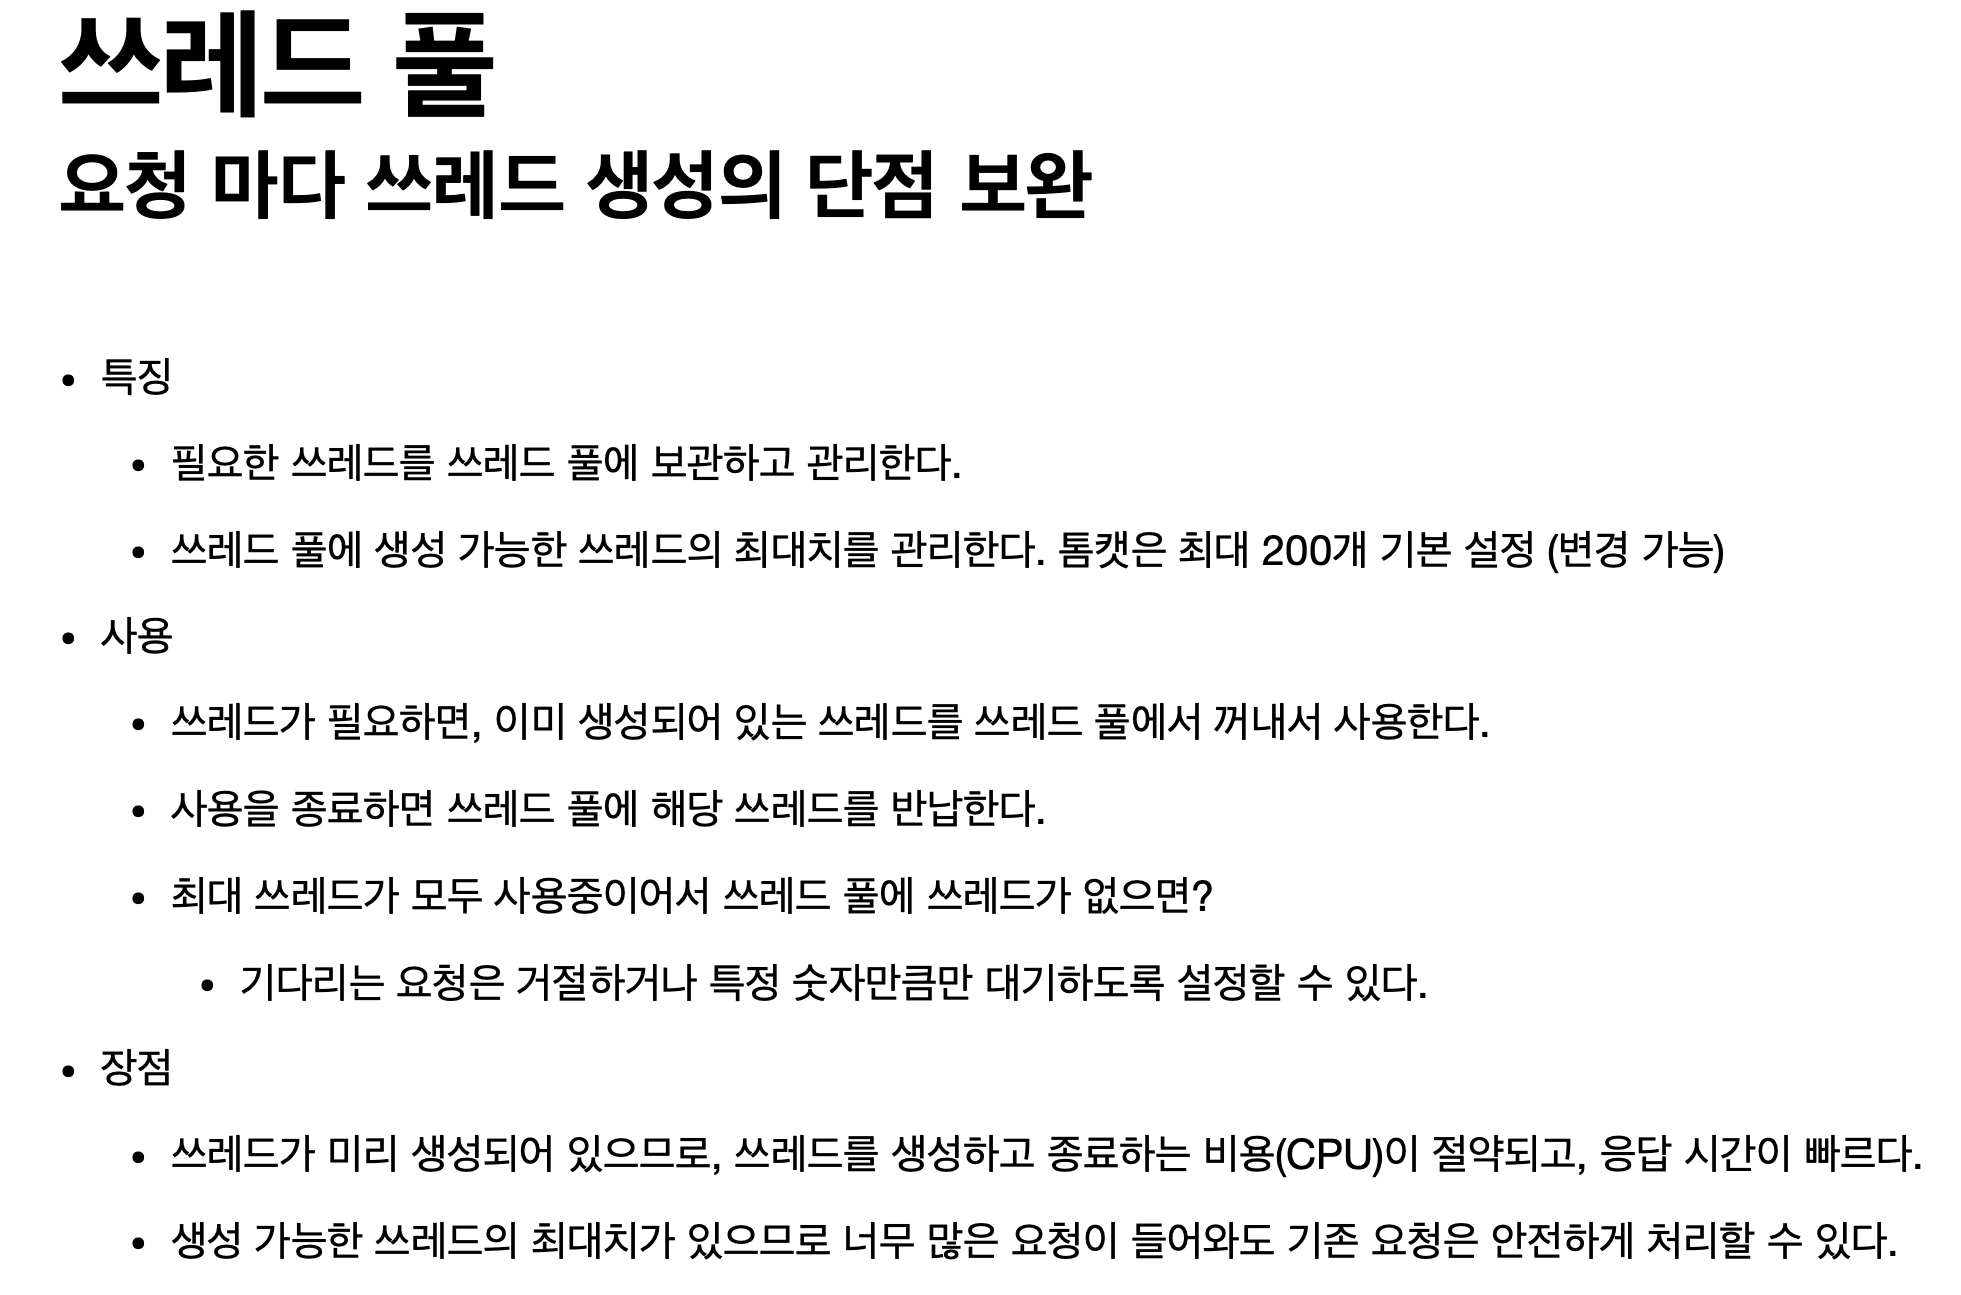 쓰레드 풀
요청 마다 쓰레드 생성의 단점 보완
• 특징
• 필요한 쓰레드를 쓰레드 풀에 보관하고 관리한다.
• 쓰레드 풀에 생성 가능한 쓰레드의 최대치를 관리한다. 톰캣은 최대 200개 기본 설정 (변경 가능)
• 사용
• 쓰레드가 필요하면, 이미 생성되어 있는 쓰레드를 쓰레드 풀에서 꺼내서 사용한다.
• 사용을 종료하면 쓰레드 풀에 해당 쓰레드를 반납한다.
• 최대 쓰레드가 모두 사용중이어서 쓰레드 풀에 쓰레드가 없으면?
• 기다리는 요청은 거절하거나 특정 숫자만큼만 대기하도록 설정할 수 있다.
• 장점
• 쓰레드가 미리 생성되어 있으므로, 쓰레드를 생성하고 종료하는 비용(CPU)이 절약되고, 응답 시간이 빠르다.
• 생성 가능한 쓰레드의 최대치가 있으므로 너무 많은 요청이 들어와도 기존 요청은 안전하게 처리할 수 있다.